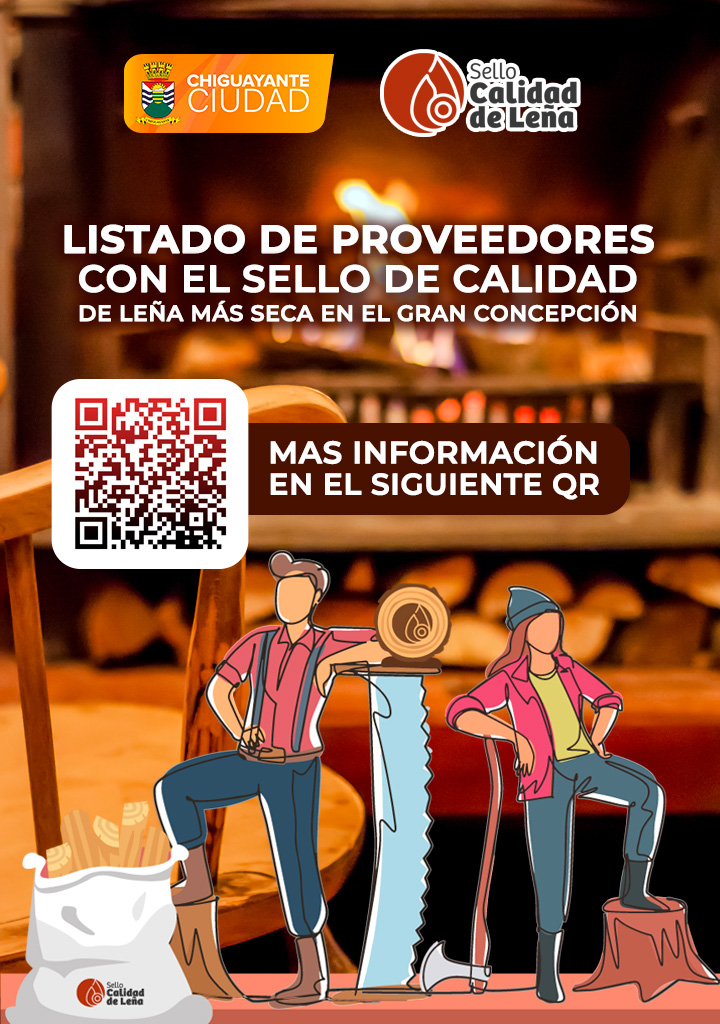 CHIGUAYANTE
CIUDAD
Sello
Calidad
de Leña
LISTADO DE PROVEEDORES
CON EL SELLO DE CALIDAD
DE LEÑA MÁS SECA EN EL GRAN CONCEPCIÓN
MAS INFORMACIÓN
EN EL SIGUIENTE QR
Sello
Calidad
de Leña